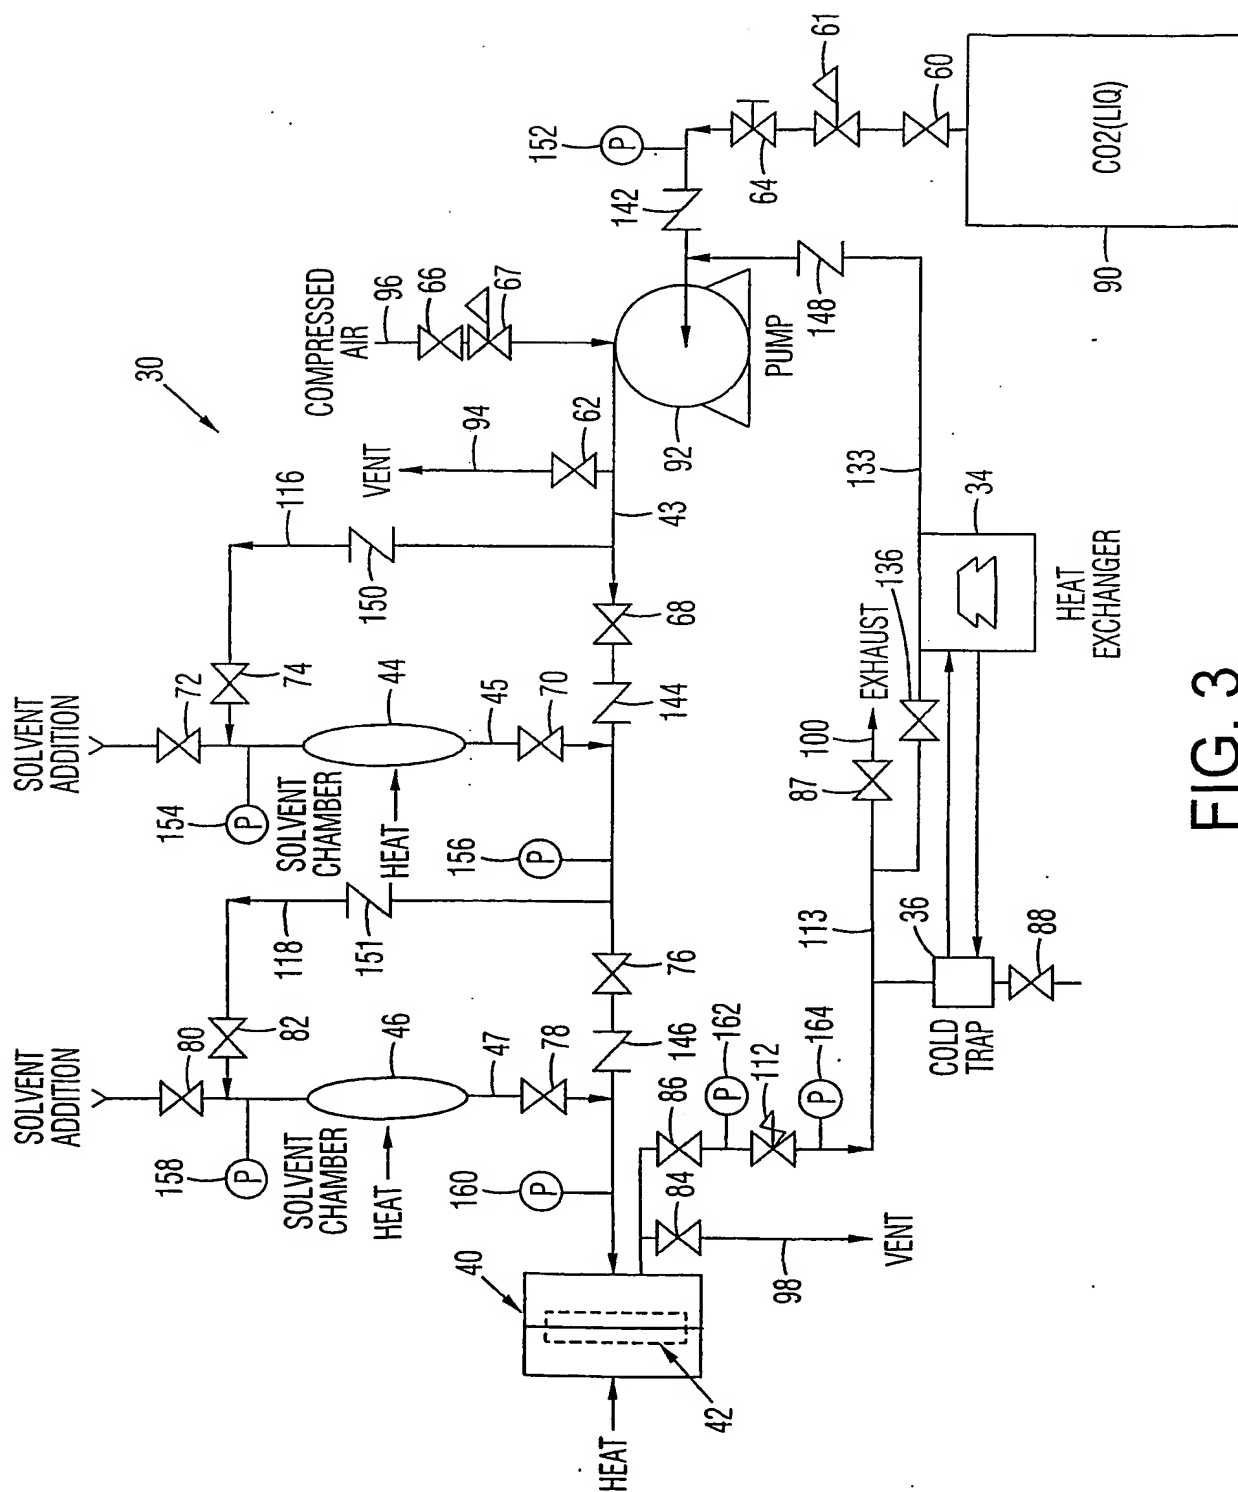 30
SOLVENT
ADDITION
80
82
158
SOLVENT
CHAMBER
HEAT
46
47
78
118
151
SOLVENT
ADDITION
72
74
154
SOLVENT
CHAMBER
HEAT
44
45
70
116
150
VENT
94
62
COMPRESSED
AIR
96
66
67
P
P
P
P
P
P
P
160
146
76
156
144
68
43
92
PUMP
142
152
64
61
60
CO2(LIQ)
90
148
133
HEAT
40
42
84
98
VENT
86
162
112
164
113
87
100
EXHAUST
136
36
COLD
TRAP
88
34
HEAT
EXCHANGER
FIG. 3